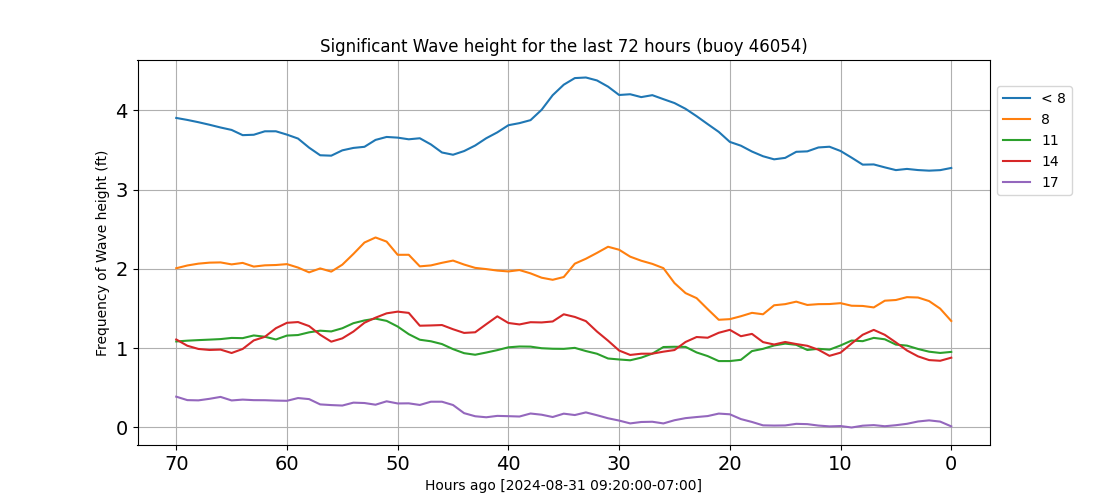 Significant Wave height for the last 72 hours (buoy 46054)
Frequency of Wave height (ft)
4
3
2
1
0
70 60 50 40 30 20 10 0
Hours ago [2024-08-31 09:20:00-07:00]
< 8
8
11
14
17